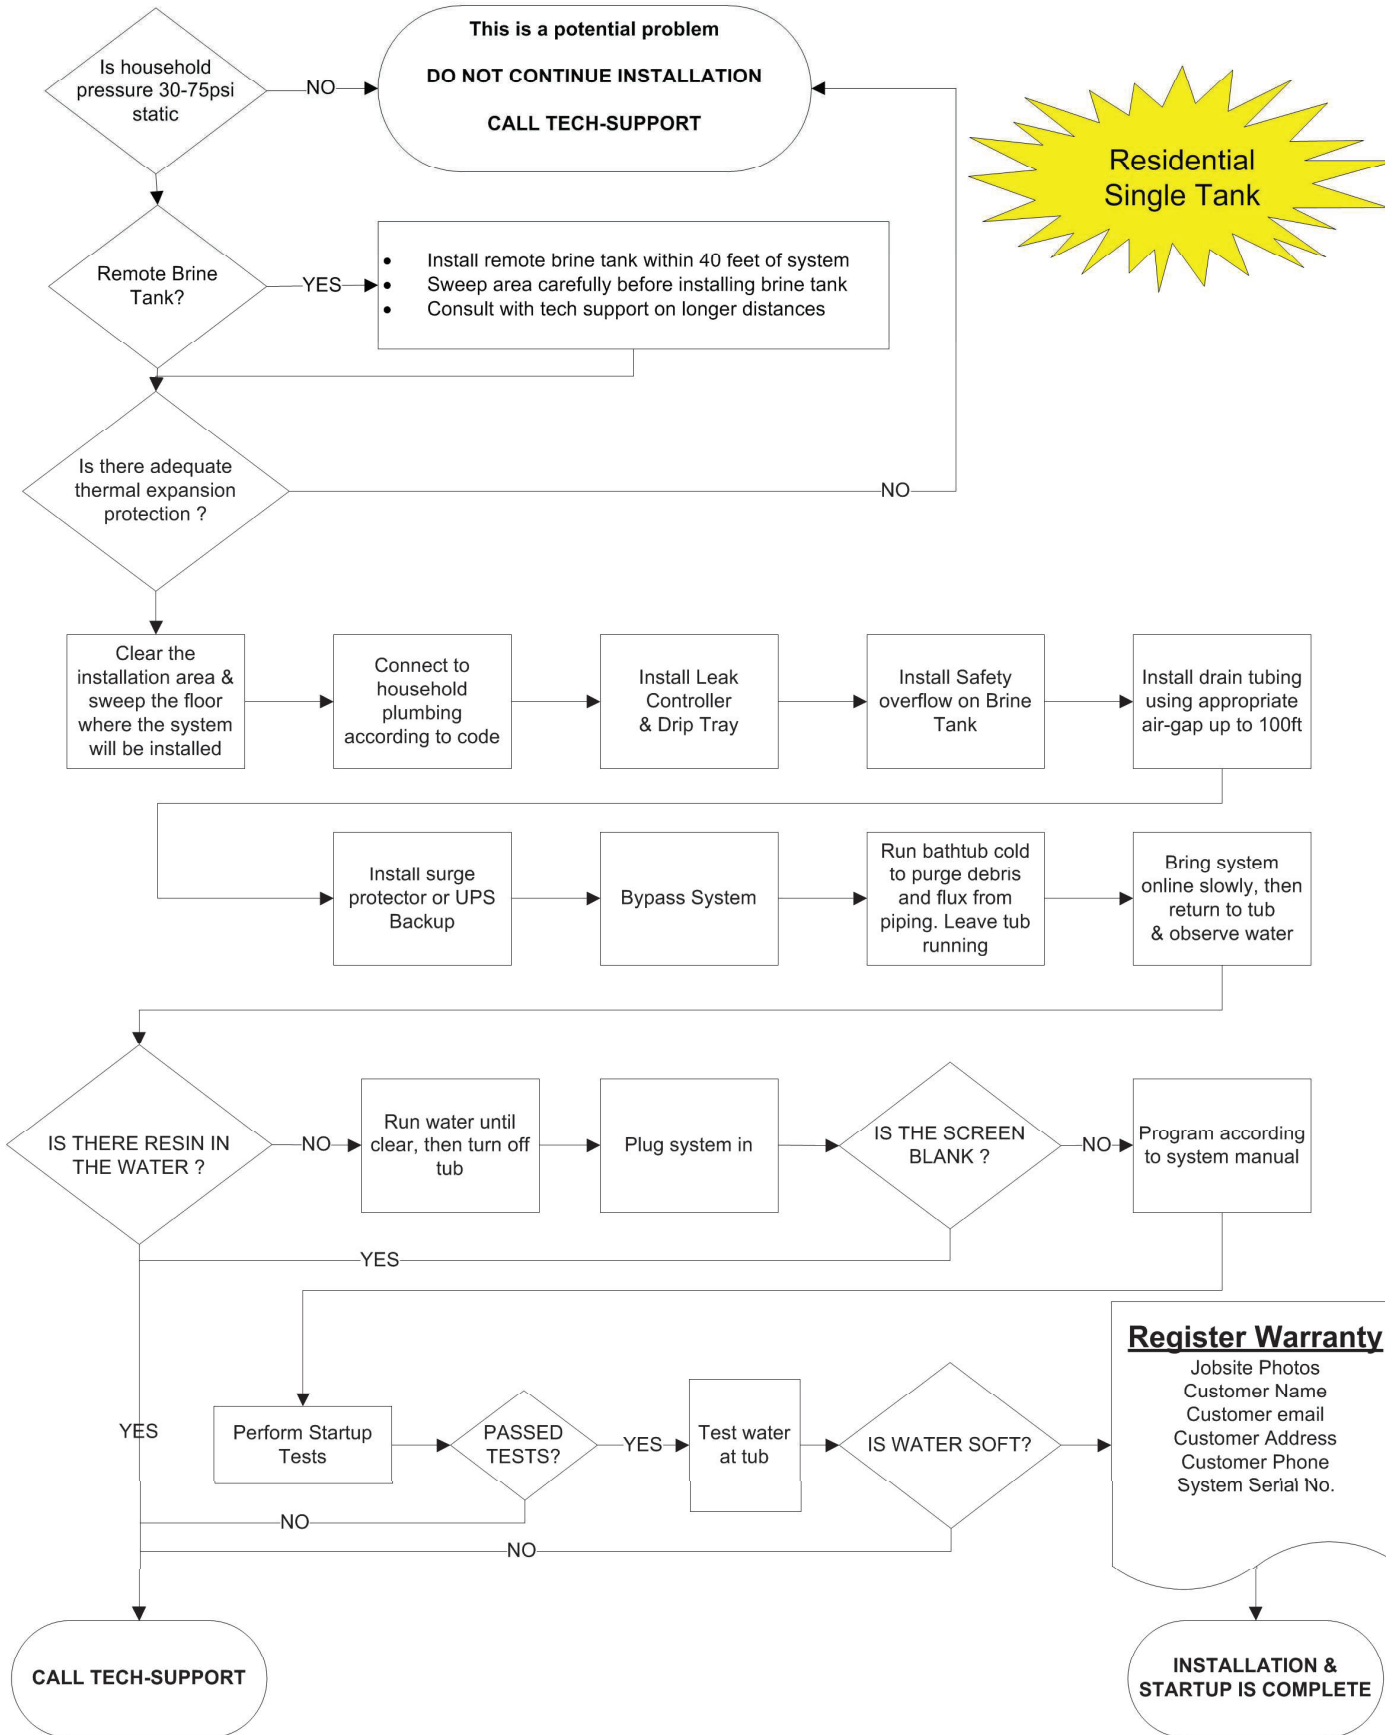 Is household
pressure 30-75psi
static
NO
This is a potential problem
DO NOT CONTINUE INSTALLATION
CALL TECH-SUPPORT
Residential
Single Tank
Remote Brine
Tank?
YES
• Install remote brine tank within 40 feet of system
• Sweep area carefully before installing brine tank
• Consult with tech support on longer distances
Is there adequate
thermal expansion
protection ?
NO
Clear the
installation area &
sweep the floor
where the system
will be installed
Connect to
household
plumbing
according to code
Install Leak
Controller
& Drip Tray
Install Safety
overflow on Brine
Tank
Install drain tubing
using appropriate
air-gap up to 100ft
Install surge
protector or UPS
Backup
Bypass System
Run bathtub cold
to purge debris
and flux from
piping. Leave tub
running
Bring system
online slowly, then
return to tub
& observe water
IS THERE RESIN IN
THE WATER ?
NO
Run water until
clear, then turn off
tub
Plug system in
IS THE SCREEN
BLANK ?
NO
Program according
to system manual
YES
YES
Perform Startup
Tests
PASSED
TESTS?
YES
Test water
at tub
IS WATER SOFT?
Register Warranty
Jobsite Photos
Customer Name
Customer email
Customer Address
Customer Phone
System Serial No.
NO
NO
CALL TECH-SUPPORT
INSTALLATION &
STARTUP IS COMPLETE